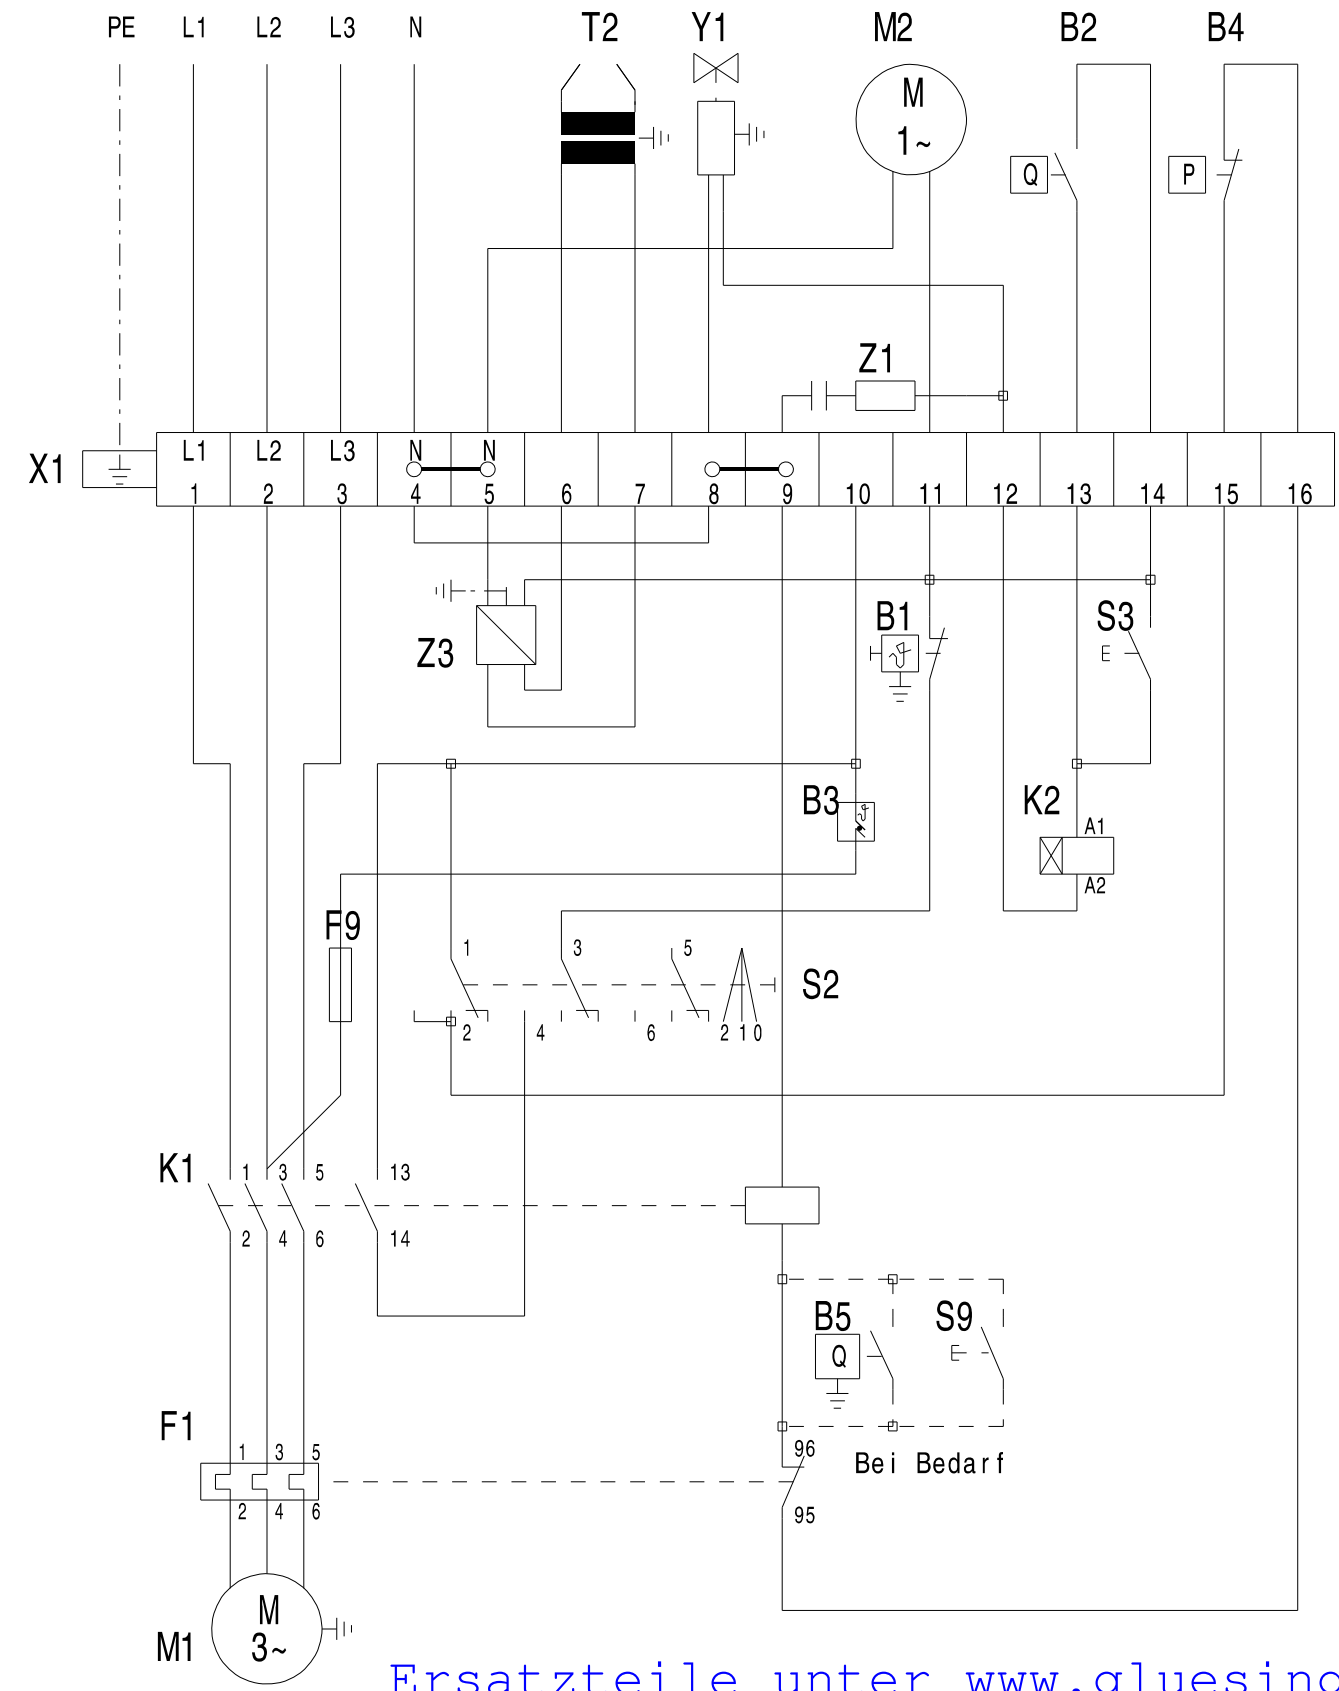 PE L1 L2 L3 N T2 Y1 M2 B2 B4
M
1~
Q P
Z1
X1 L1 L2 L3 N N
1 2 3 4 5 6 7 8 9 10 11 12 13 14 15 16
B1 S3
Z3 E
B3 K2
A1
A2
F9
1 3 5
S2
2 4 6 2 1 0
K1 1 3 5 13
2 4 6 14
B5 S9
Q E
F1
1 3 5 96 Bei Bedarf
2 4 6 95
M
3~
M1
Ersatzteile unter